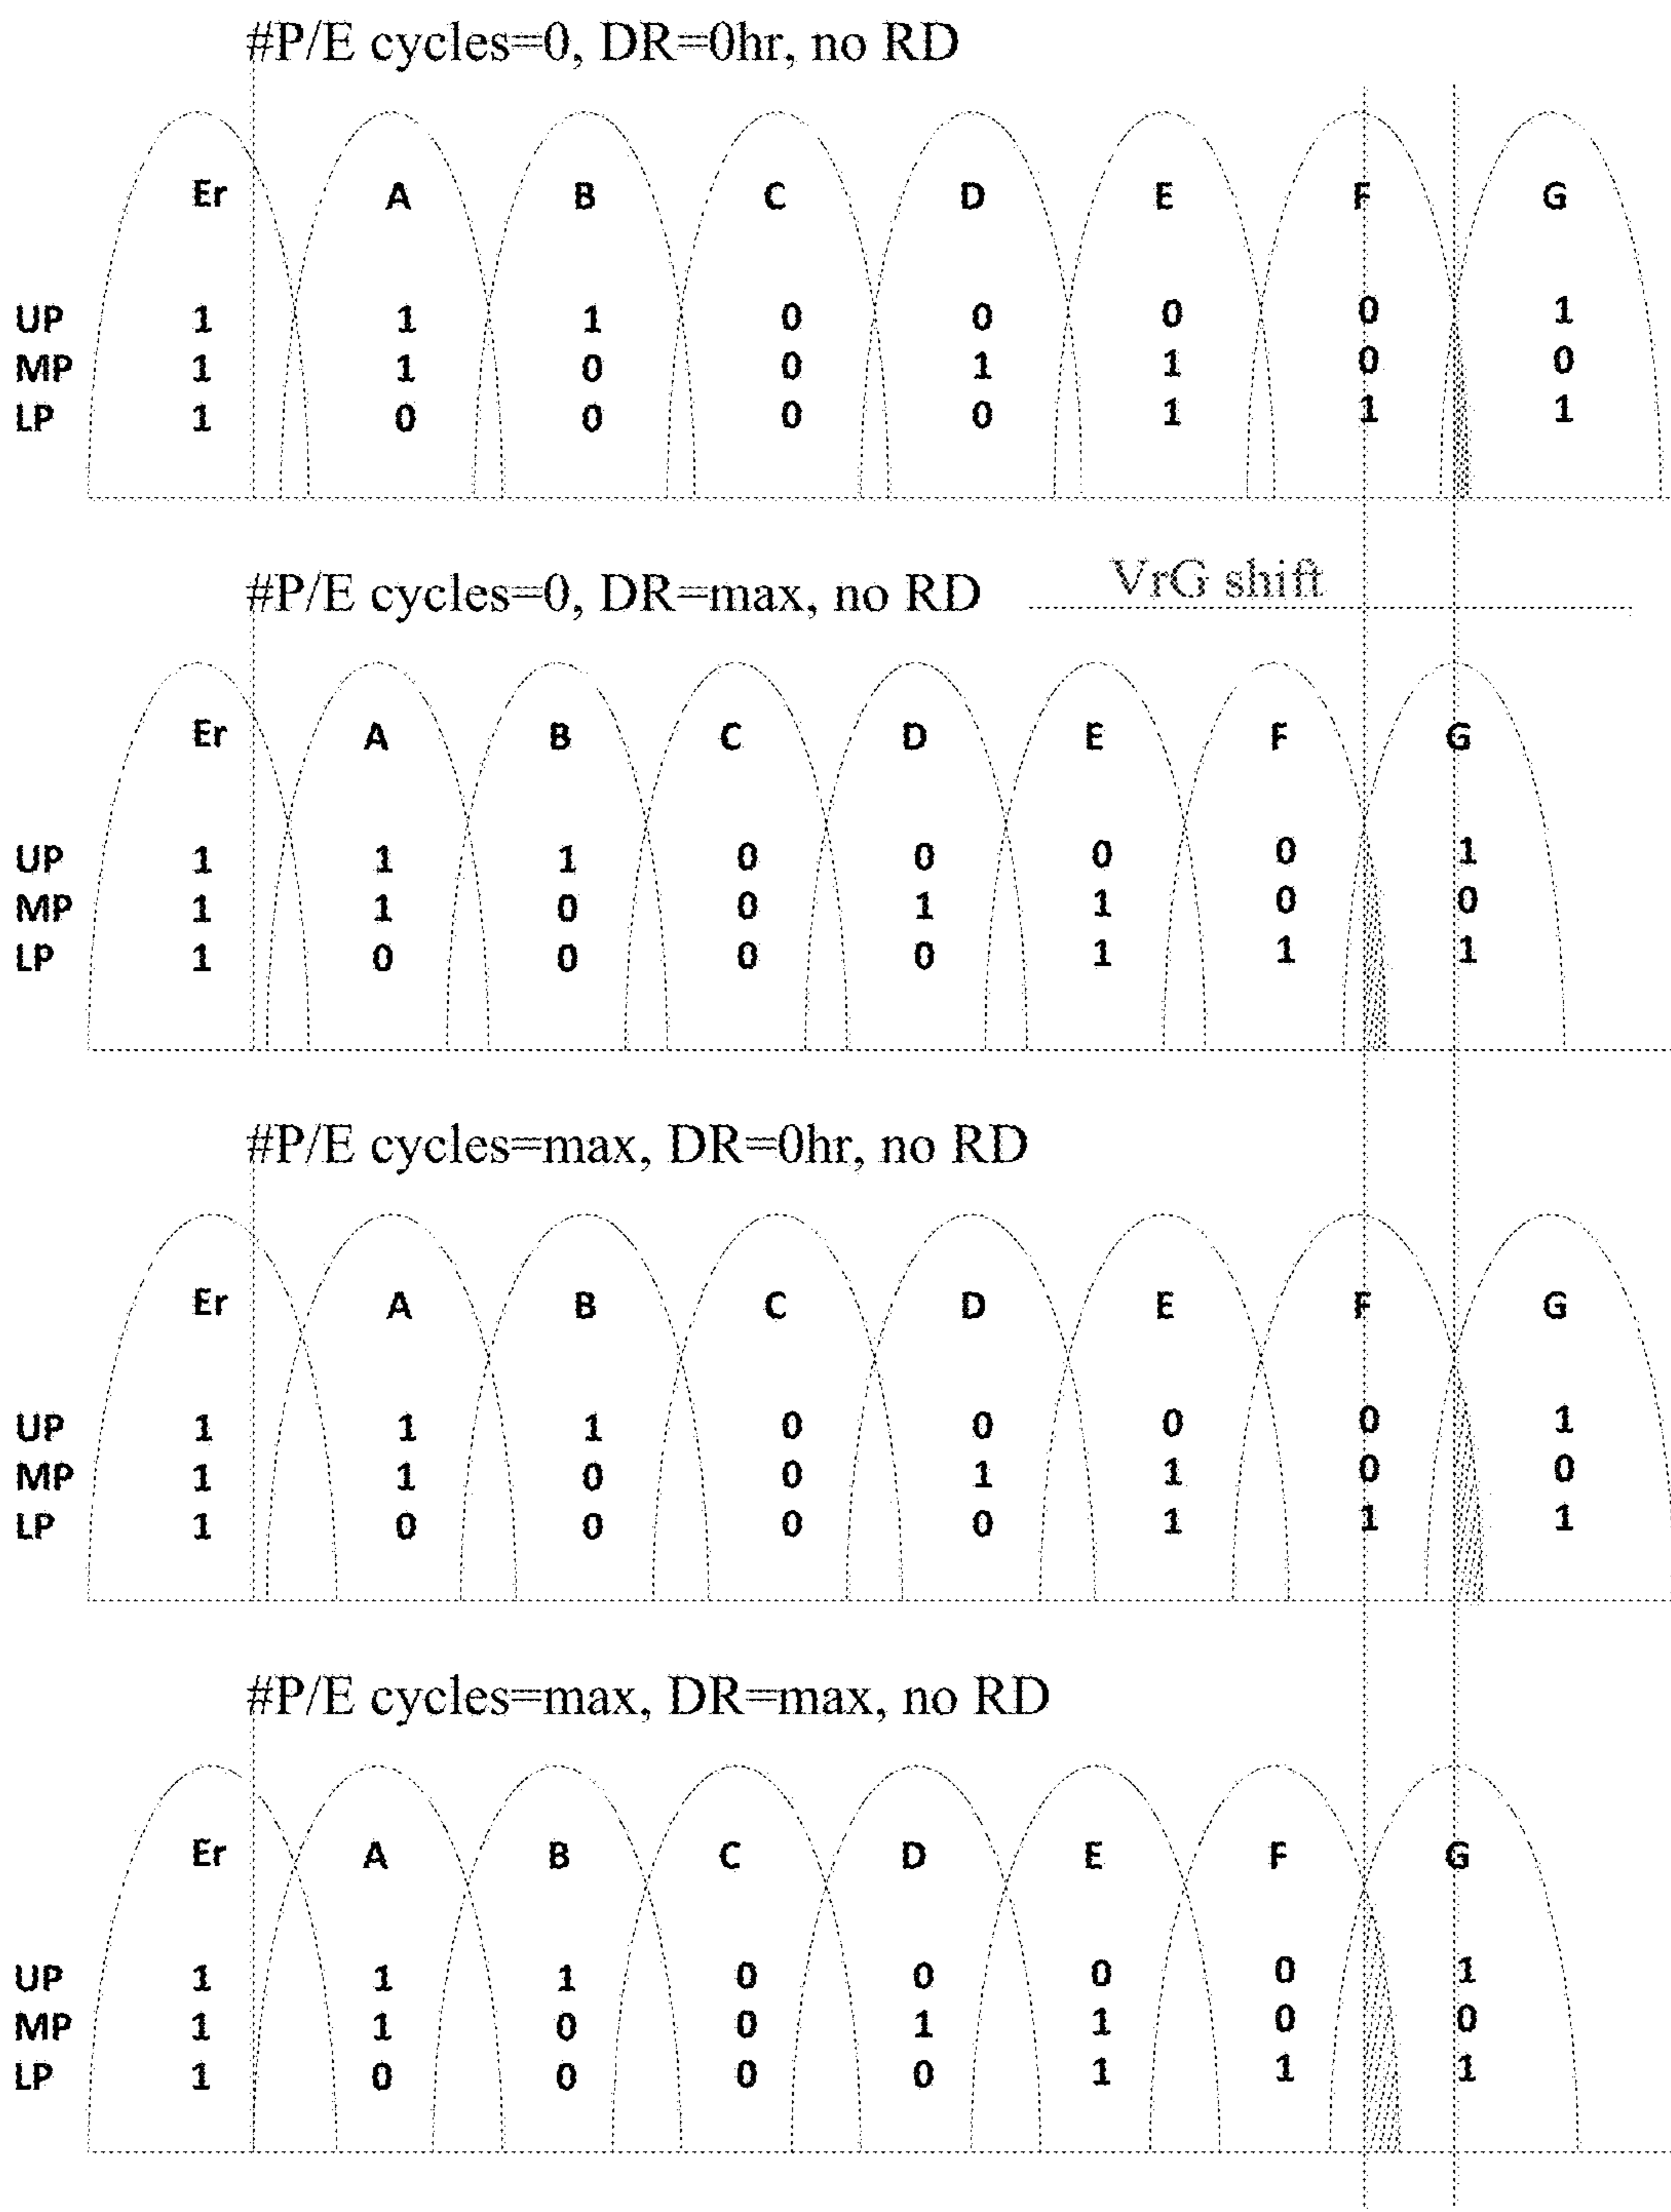 #P/E cycles=0, DR=0hr, no RD
Er A B C D E F G
UP 1 1 1 0 0 0 0 1
MP 1 1 0 0 1 1 0 0
LP 1 0 0 0 0 1 1 1
#P/E cycles=0, DR=max, no RD VrG shift
Er A B C D E F G
UP 1 1 1 0 0 0 0 1
MP 1 1 0 0 1 1 0 0
LP 1 0 0 0 0 1 1 1
#P/E cycles=max, DR=0hr, no RD
Er A B C D E F G
UP 1 1 1 0 0 0 0 1
MP 1 1 0 0 1 1 0 0
LP 1 0 0 0 0 1 1 1
#P/E cycles=max, DR=max, no RD
Er A B C D E F G
UP 1 1 1 0 0 0 0 1
MP 1 1 0 0 1 1 0 0
LP 1 0 0 0 0 1 1 1